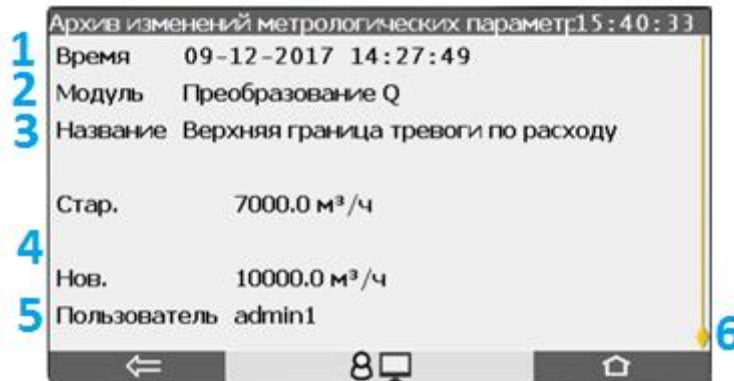 Архив изменений метрологических параметр15:40:33
1 Время 09-12-2017 14:27:49
2 Модуль Преобразование Q
3 Название Верхняя граница тревоги по расходу
Стар. 7000.0 м³/ч
4
Нов. 10000.0 м³/ч
5 Пользователь admin1
6